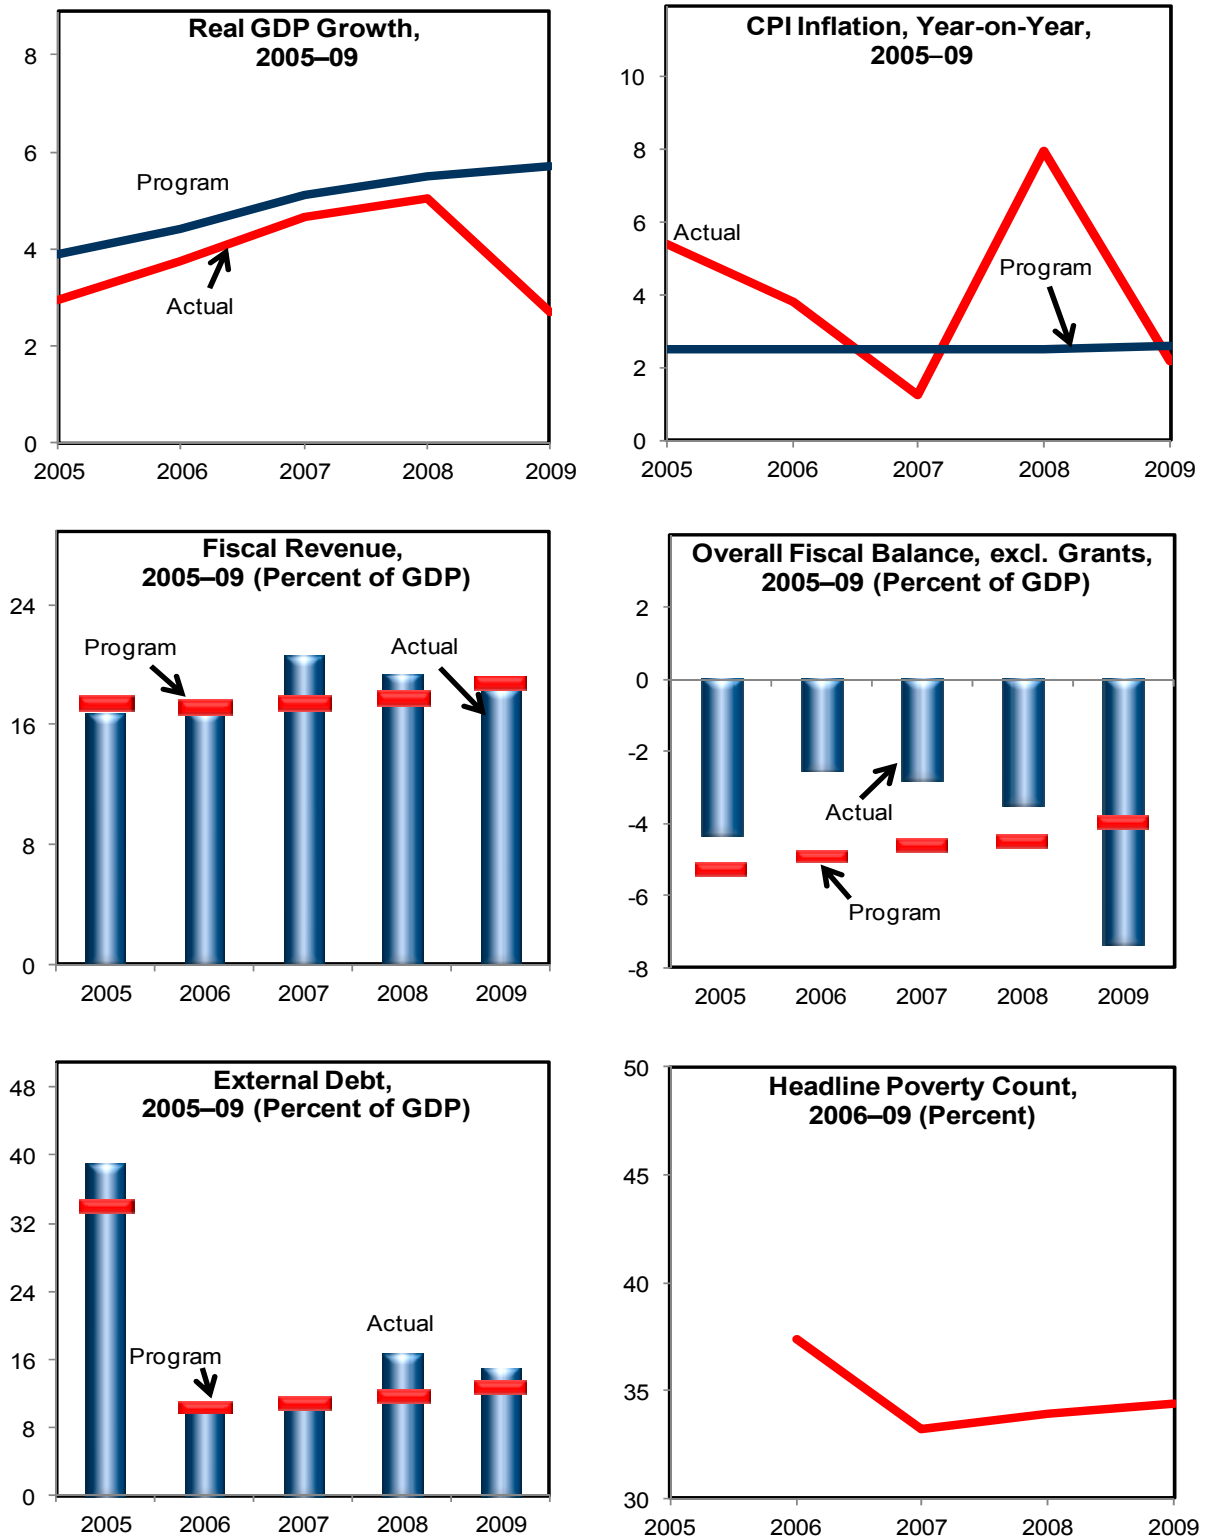 Real GDP Growth,
2005–09
8
6
4
2
0
Program
Actual
2005 2006 2007 2008 2009
CPI Inflation, Year-on-Year,
2005–09
10
8
6
4
2
0
Actual
Program
2005 2006 2007 2008 2009
Fiscal Revenue,
2005–09 (Percent of GDP)
24
16
8
0
Program
Actual
2005 2006 2007 2008 2009
Overall Fiscal Balance, excl. Grants,
2005–09 (Percent of GDP)
2
0
-2
-4
-6
-8
Actual
Program
2005 2006 2007 2008 2009
External Debt,
2005–09 (Percent of GDP)
48
40
32
24
16
8
0
Actual
Program
2005 2006 2007 2008 2009
Headline Poverty Count,
2006–09 (Percent)
50
45
40
35
30
2005 2006 2007 2008 2009